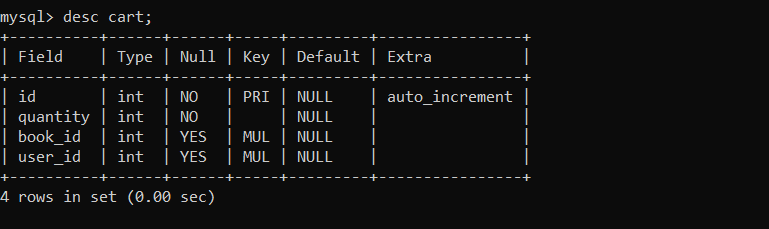 mysql> desc cart;
+----------+------+------+-----+---------+----------------+
| Field    | Type | Null | Key | Default | Extra          |
+----------+------+------+-----+---------+----------------+
| id       | int  | NO   | PRI | NULL    | auto_increment |
| quantity | int  | NO   |     | NULL    |                |
| book_id  | int  | YES  | MUL | NULL    |                |
| user_id  | int  | YES  | MUL | NULL    |                |
+----------+------+------+-----+---------+----------------+
4 rows in set (0.00 sec)